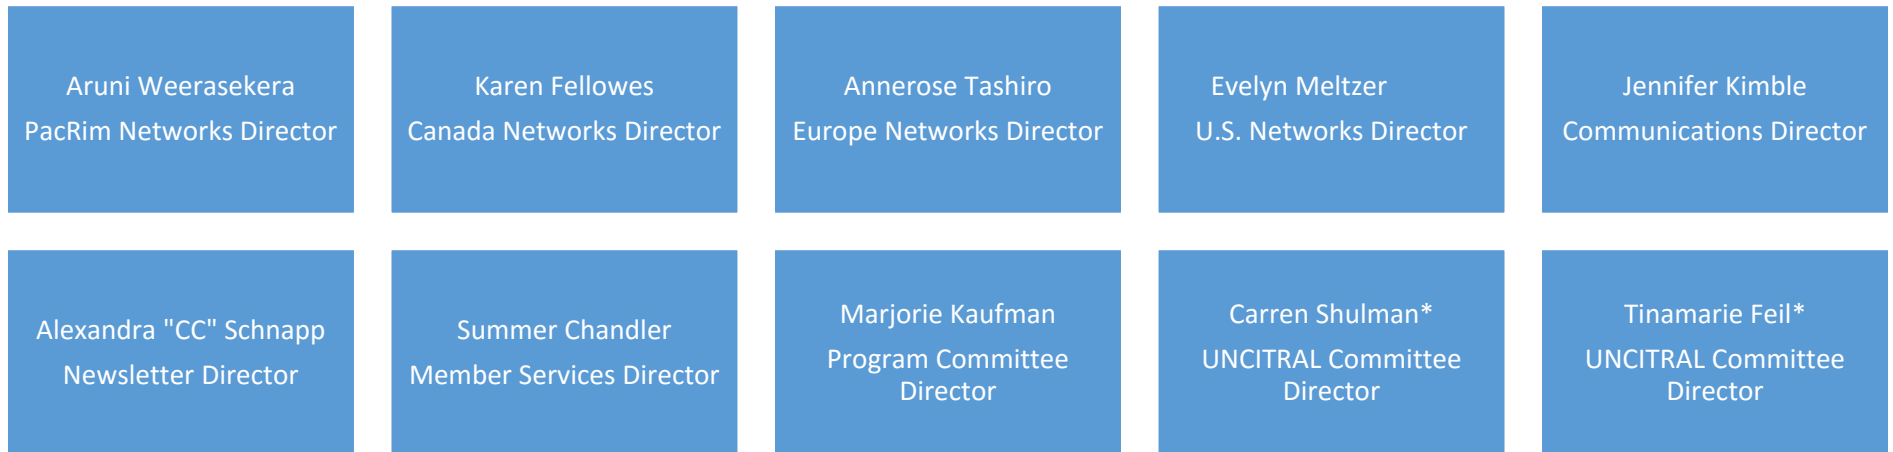 Aruni Weerasekera
PacRim Networks Director
Karen Fellowes
Canada Networks Director
Annerose Tashiro
Europe Networks Director
Evelyn Meltzer
U.S. Networks Director
Jennifer Kimble
Communications Director
Alexandra "CC" Schnapp
Newsletter Director
Summer Chandler
Member Services Director
Marjorie Kaufman
Program Committee
Director
Carren Shulman*
UNCITRAL Committee
Director
Tinamarie Feil*
UNCITRAL Committee
Director